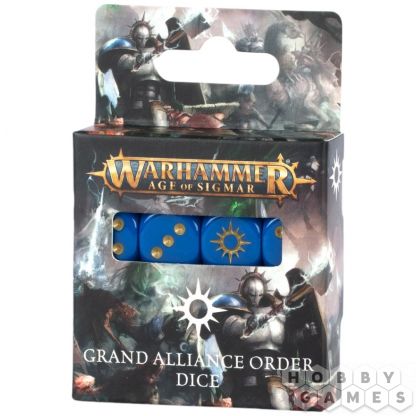 WARHAMMER
AGE OF SIGMAR
GRAND ALLIANCE ORDER
DICE
HOBBY
GAMES